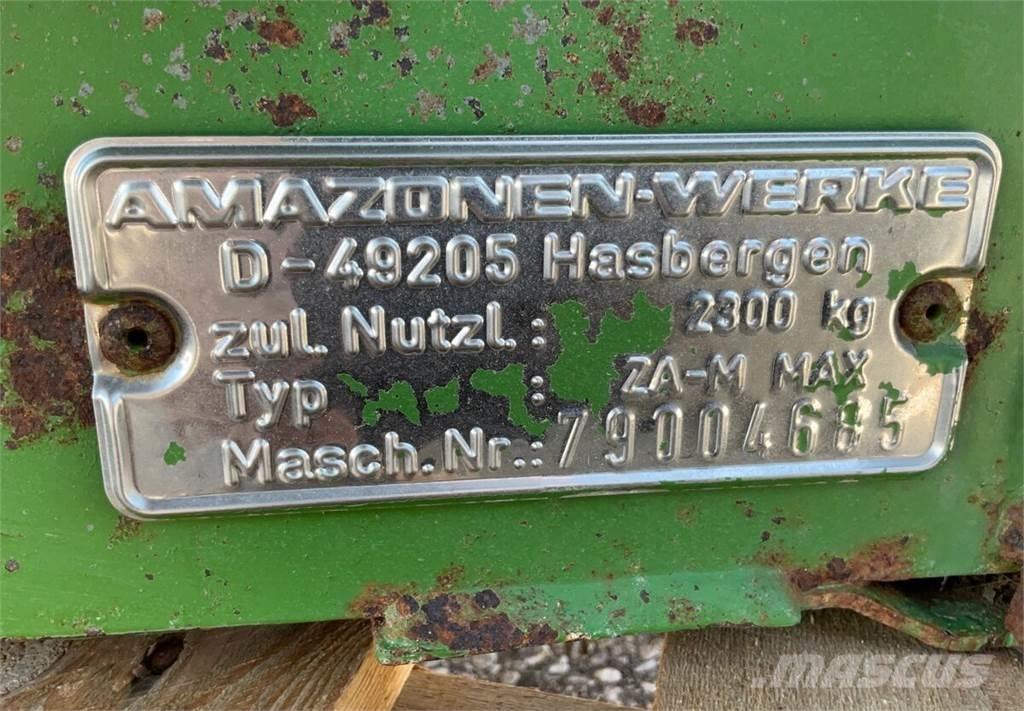 AMAZONEN-WERKE
D-49205 Hasbergen
zul. Nutzl.: 2300 kg
Typ : ZA-M MAX
Masch.Nr.: 79004685
MASCUS